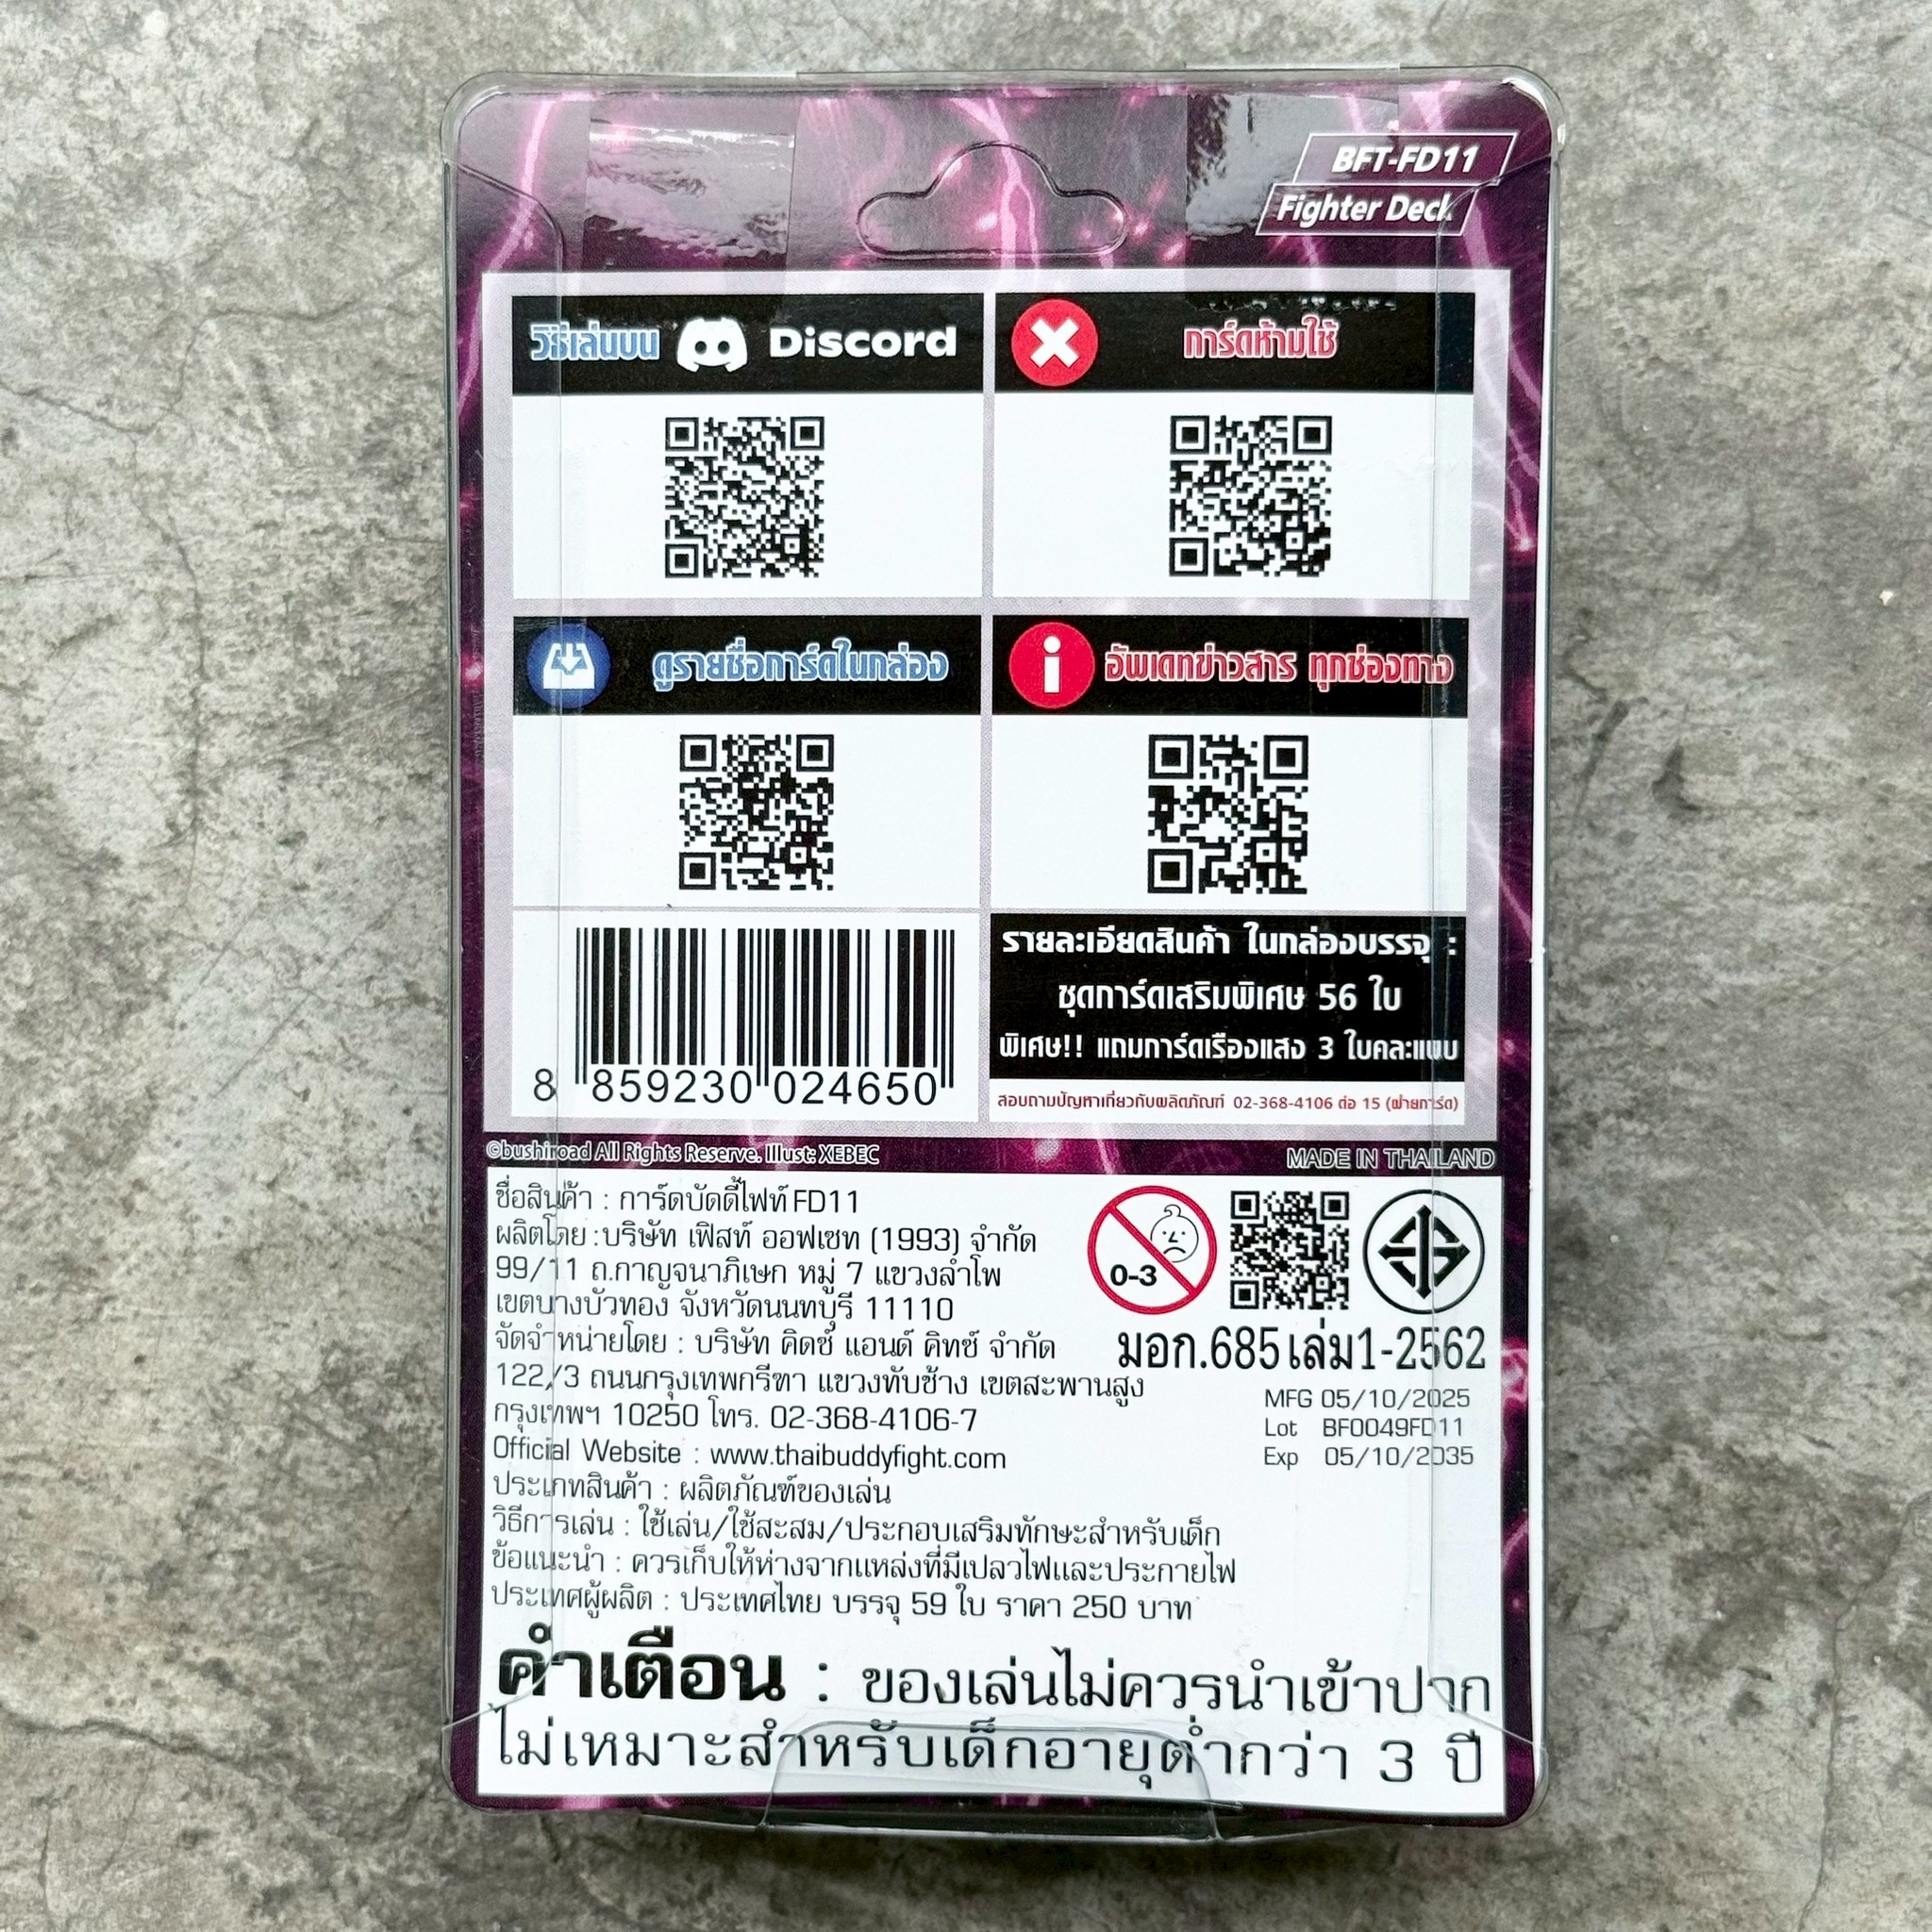 BFT-FD11
Fighter Deck
วิธีเล่นบน Discord
การ์ดห้ามใช้
ดูรายชื่อการ์ดในกล่อง
อัพเดทข่าวสาร ทุกช่องทาง
8 859230 024650
รายละเอียดสินค้า ในกล่องบรรจุ :
ชุดการ์ดเสริมพิเศษ 56 ใบ
พิเศษ!! แถมการ์ดเรืองแสง 3 ใบคละแบบ
สอบถามปัญหาเกี่ยวกับผลิตภัณฑ์ 02-368-4106 ต่อ 15 (ฝ่ายการ์ด)
©bushiroad All Rights Reserve. Illust: XEBEC
MADE IN THAILAND
ชื่อสินค้า : การ์ดบัดดี้ไฟท์ FD11
ผลิตโดย :บริษัท เฟิสท์ ออฟเซท (1993) จำกัด
99/11 ถ.กาญจนาภิเษก หมู่ 7 แขวงลำโพ
เขตบางบัวทอง จังหวัดนนทบุรี 11110
จัดจำหน่ายโดย : บริษัท คิดซ์ แอนด์ คิทซ์ จำกัด
122/3 ถนนกรุงเทพกรีฑา แขวงทับช้าง เขตสะพานสูง
กรุงเทพฯ 10250 โทร. 02-368-4106-7
Official Website : www.thaibuddyfight.com
ประเภทสินค้า : ผลิตภัณฑ์ของเล่น
วิธีการเล่น : ใช้เล่น/ใช้สะสม/ประกอบเสริมทักษะสำหรับเด็ก
ข้อแนะนำ : ควรเก็บให้ห่างจากแหล่งที่มีเปลวไฟและประกายไฟ
ประเทศผู้ผลิต : ประเทศไทย บรรจุ 59 ใบ ราคา 250 บาท
0-3
มอก.685 เล่ม1-2562
MFG 05/10/2025
Lot BF0049FD11
Exp 05/10/2035
คำเตือน : ของเล่นไม่ควรนำเข้าปาก
ไม่เหมาะสำหรับเด็กอายุต่ำกว่า 3 ปี